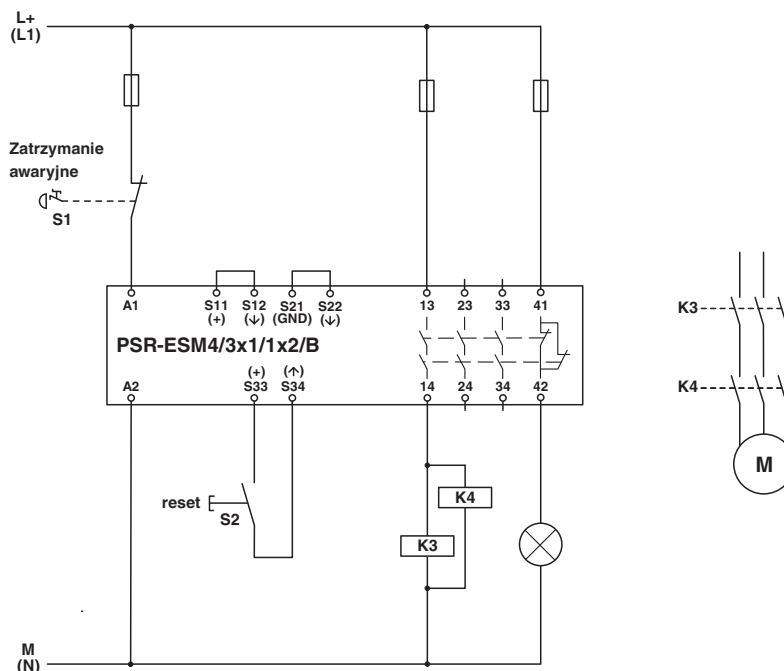 L+
(L1)
Zatrzymanie
awaryjne
S1
A1
S11
(+)
S12
(↓)
S21
(GND)
S22
(↓)
13
23
33
41
PSR-ESM4/3x1/1x2/B
A2
(+)
S33
(↑)
S34
14
24
34
42
K3
K4
M
reset
S2
K4
K3
M
(N)